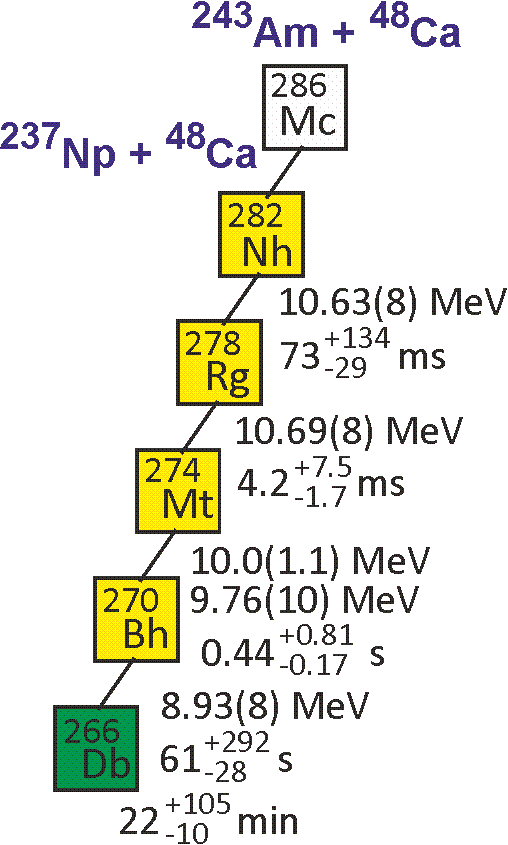 ²⁴³Am + ⁴⁸Ca
286
Mc
²³⁷Np + ⁴⁸Ca
282
Nh
10.63(8) MeV
278
Rg
73 +134 -29 ms
10.69(8) MeV
274
Mt
4.2 +7.5 -1.7 ms
10.0(1.1) MeV
270
Bh
9.76(10) MeV
0.44 +0.81 -0.17 s
8.93(8) MeV
266
Db
61 +292 -28 s
22 +105 -10 min